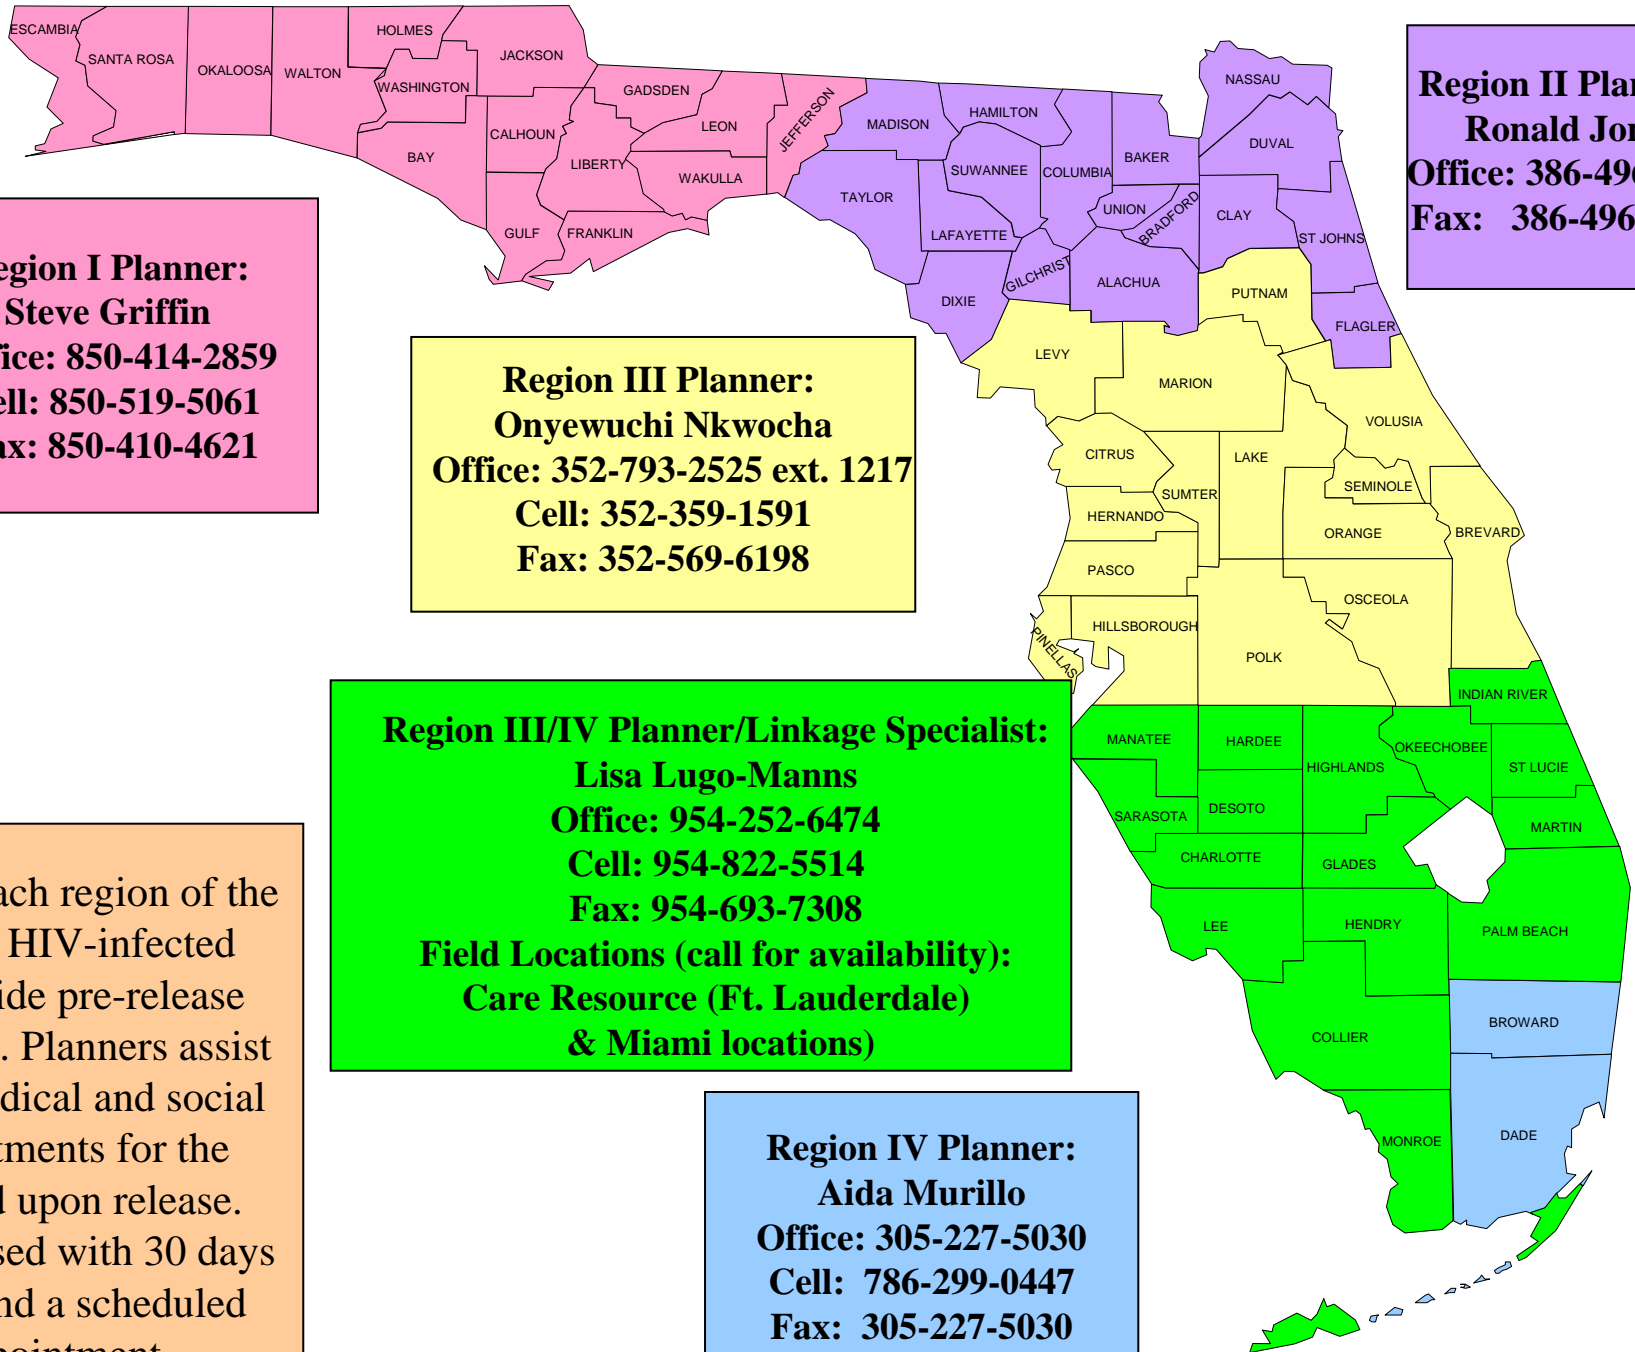 ESCAMBIA
SANTA ROSA
OKALOOSA
WALTON
HOLMES
WASHINGTON
JACKSON
BAY
CALHOUN
GULF
LIBERTY
GADSDEN
FRANKLIN
LEON
WAKULLA
JEFFERSON
MADISON
TAYLOR
HAMILTON
SUWANNEE
LAFAYETTE
DIXIE
COLUMBIA
GILCHRIST
BAKER
UNION
BRADFORD
ALACHUA
NASSAU
DUVAL
CLAY
ST JOHNS
PUTNAM
FLAGLER
LEVY
MARION
VOLUSIA
CITRUS
LAKE
SUMTER
SEMINOLE
HERNANDO
ORANGE
BREVARD
PASCO
OSCEOLA
HILLSBOROUGH
PINELLAS
POLK
INDIAN RIVER
MANATEE
HARDEE
HIGHLANDS
OKEECHOBEE
ST LUCIE
SARASOTA
DESOTO
MARTIN
CHARLOTTE
GLADES
LEE
HENDRY
PALM BEACH
COLLIER
BROWARD
MONROE
DADE
Region II
Ronald
Office: 386-
Fax: 386-496
egion I Planner:
Steve Griffin
fice: 850-414-2859
ell: 850-519-5061
ax: 850-410-4621
Region III Planner:
Onyewuchi Nkwocha
Office: 352-793-2525 ext. 1217
Cell: 352-359-1591
Fax: 352-569-6198
Region III/IV Planner/Linkage Specialist:
Lisa Lugo-Manns
Office: 954-252-6474
Cell: 954-822-5514
Fax: 954-693-7308
Field Locations (call for availability):
Care Resource (Ft. Lauderdale)
& Miami locations)
ach region of the
HIV-infected
ide pre-release
. Planners assist
dical and social
tments for the
upon release.
sed with 30 days
nd a scheduled
pointment
Region IV Planner:
Aida Murillo
Office: 305-227-5030
Cell: 786-299-0447
Fax: 305-227-5030